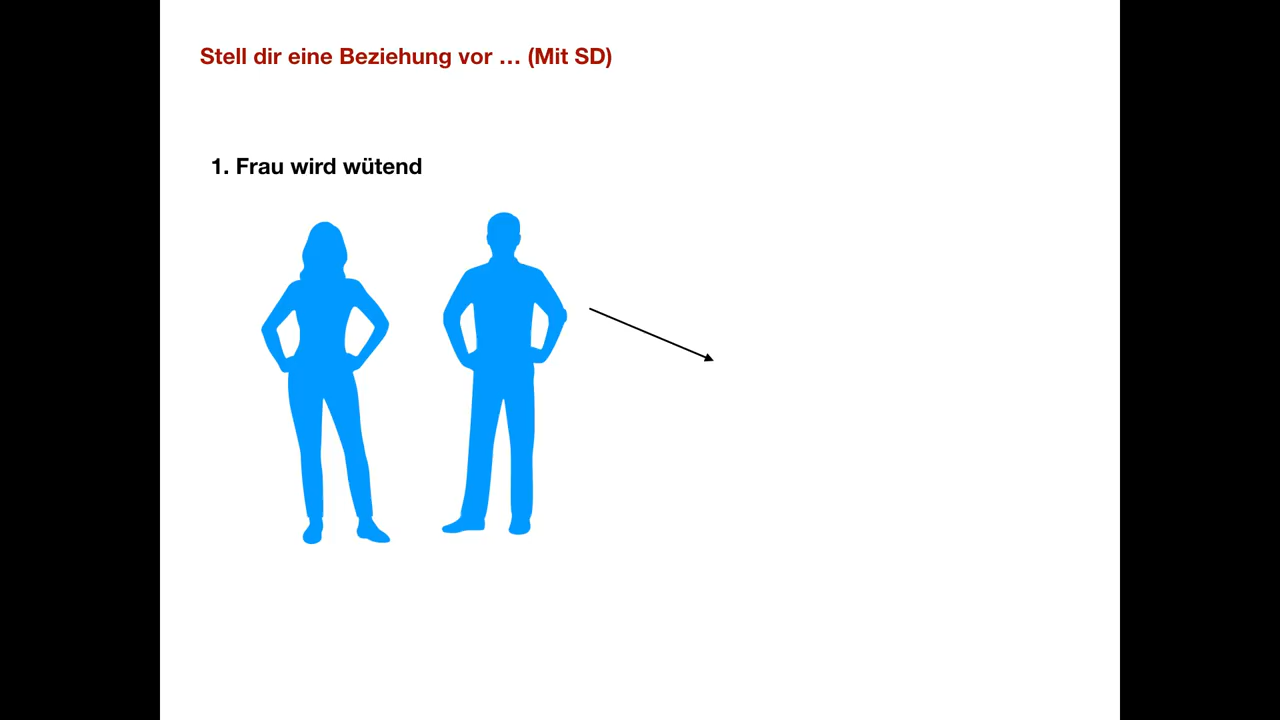 Stell dir eine Beziehung vor … (Mit SD)
1. Frau wird wütend